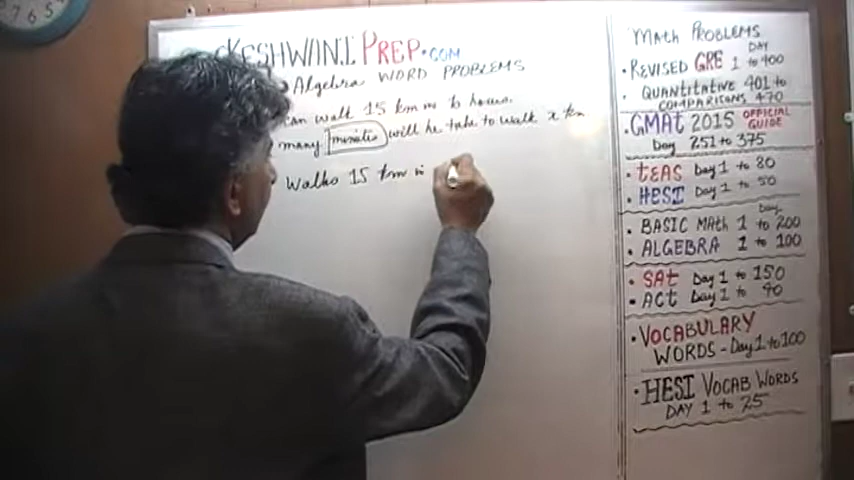 7 6 5
KESHWANI PREP.COM
Algebra WORD PROBLEMS
can walk 15 km in b hours.
many minutes will he take to walk x km
Walks 15 km in
MATH PROBLEMS
DAY
• REVISED GRE 1 to 400
• QUANTITATIVE 401 to
COMPARISONS 470
• GMAT 2015 OFFICIAL
GUIDE
Day 251 to 375
• TEAS Day 1 to 80
• HESI Day 1 to 50
Day
• BASIC MATH 1 to 200
• ALGEBRA 1 to 100
• SAT Day 1 to 150
• ACT Day 1 to 90
• VOCABULARY
WORDS - Day 1 to 100
• HESI VOCAB WORDS
DAY 1 to 25